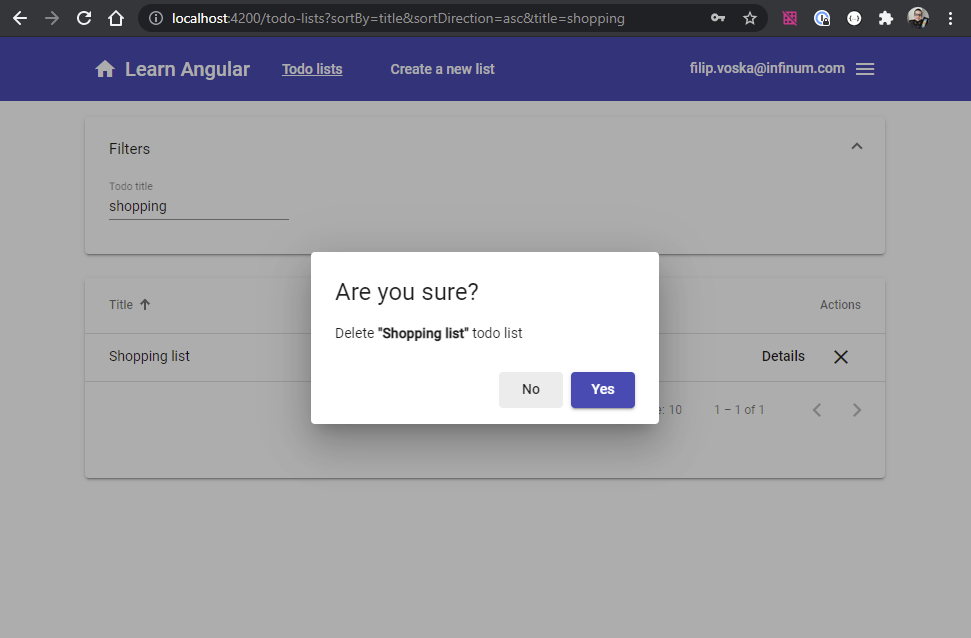 localhost:4200/todo-lists?sortBy=title&sortDirection=asc&title=shopping
Learn Angular Todo lists Create a new list filip.voska@infinum.com
Filters
Todo title
shopping
Are you sure?
Delete "Shopping list" todo list
No Yes
Title Actions
Shopping list Details
: 10 1 – 1 of 1